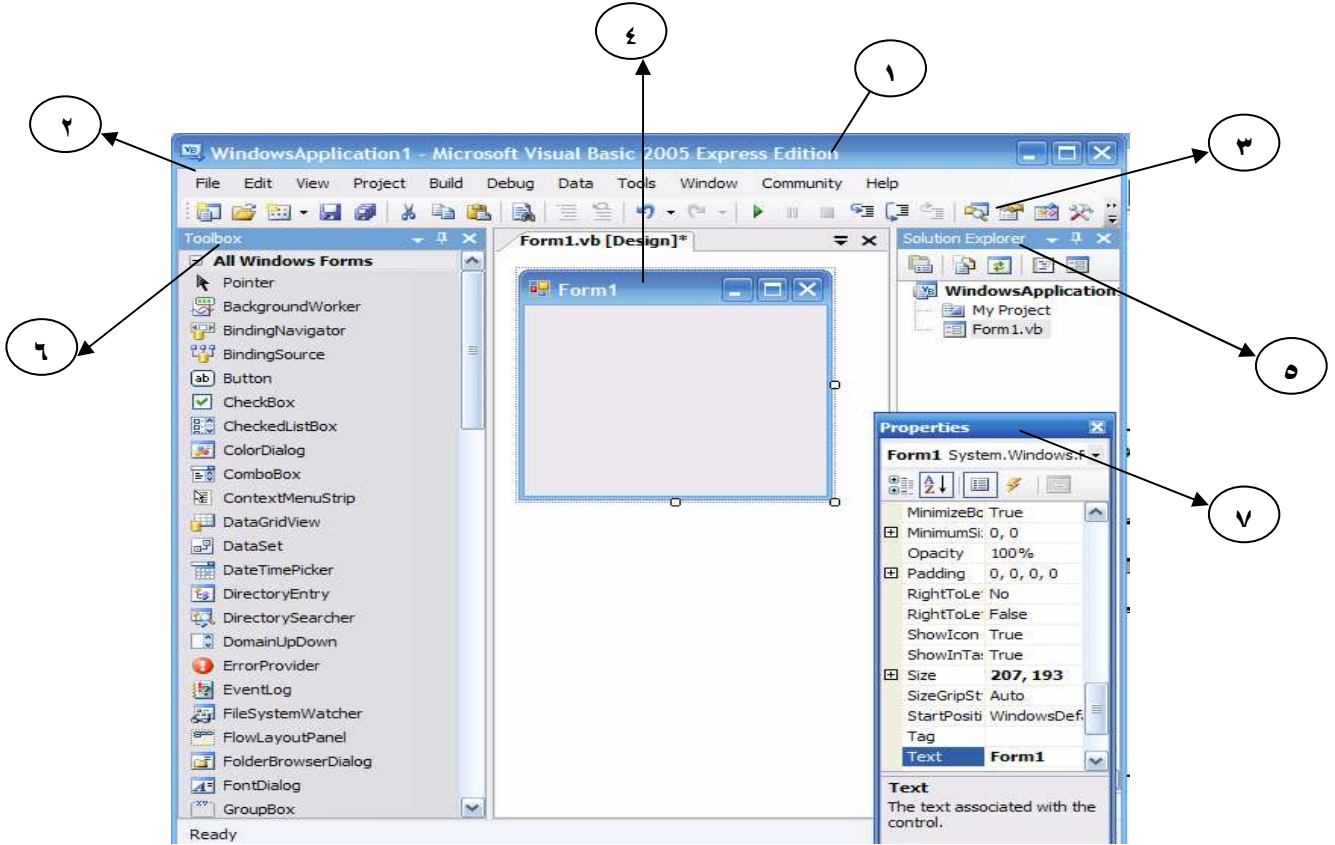 ٤
١
٢
٣
WindowsApplication1 - Microsoft Visual Basic 2005 Express Edition
File Edit View Project Build Debug Data Tools Window Community Help
Toolbox
All Windows Forms
Pointer
BackgroundWorker
BindingNavigator
BindingSource
Button
CheckBox
CheckedListBox
ColorDialog
ComboBox
ContextMenuStrip
DataGridView
DataSet
DateTimePicker
DirectoryEntry
DirectorySearcher
DomainUpDown
ErrorProvider
EventLog
FileSystemWatcher
FlowLayoutPanel
FolderBrowserDialog
FontDialog
GroupBox
Ready
٦
Form1.vb [Design]*
Form1
Solution Explorer
WindowsApplication
My Project
Form1.vb
٥
Properties
Form1 System.Windows.F
MinimizeBo True
MinimumSi: 0, 0
Opacity 100%
Padding 0, 0, 0, 0
RightToLe No
RightToLe False
ShowIcon True
ShowInTa: True
Size 207, 193
SizeGripSt Auto
StartPositi WindowsDef
Tag
Text Form1
Text
The text associated with the
control.
٧